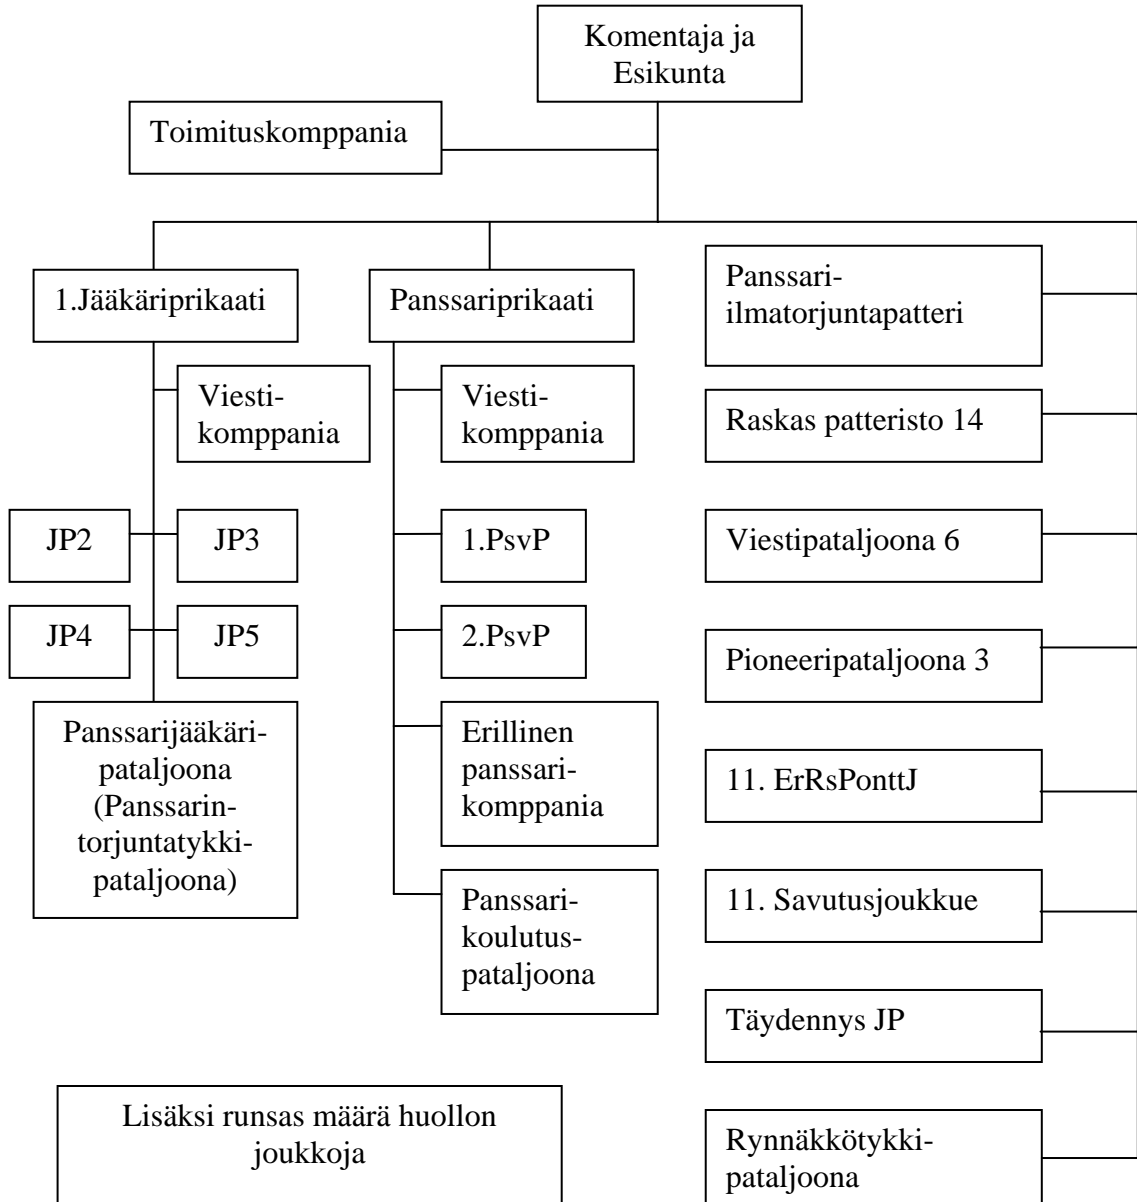 Komentaja ja
Esikunta
Toimituskomppania
1.Jääkäriprikaati
Viesti-
komppania
JP2
JP3
JP4
JP5
Panssarijääkäri-
pataljoona
(Panssarin-
torjuntatykki-
pataljoona)
Panssariprikaati
Viesti-
komppania
1.PsvP
2.PsvP
Erillinen
panssari-
komppania
Panssari-
koulutus-
pataljoona
Panssari-
ilmatorjuntapatteri
Raskas patteristo 14
Viestipataljoona 6
Pioneeripataljoona 3
11. ErRsPonttJ
11. Savutusjoukkue
Täydennys JP
Rynnäkkötykki-
pataljoona
Lisäksi runsas määrä huollon
joukkoja